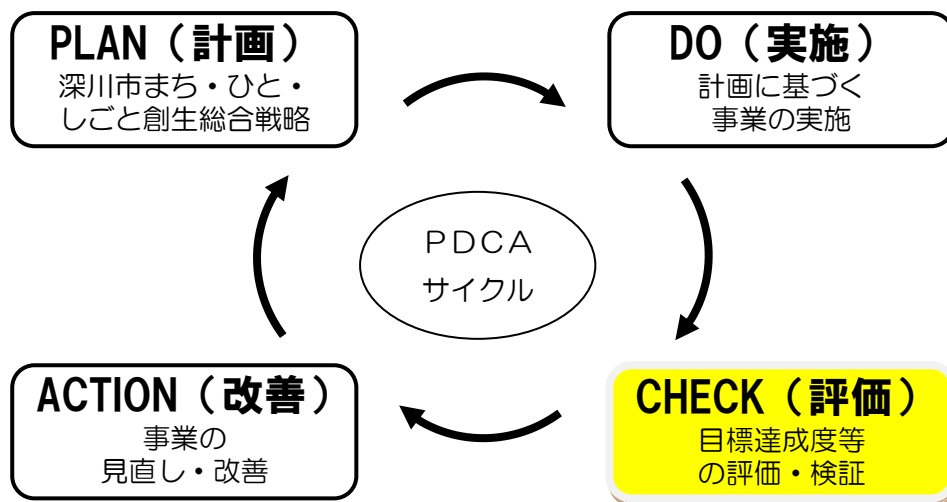 PLAN（計画）
深川市まち・ひと・
しごと創生総合戦略
DO（実施）
計画に基づく
事業の実施
ＰＤＣＡ
サイクル
ACTION（改善）
事業の
見直し・改善
CHECK（評価）
目標達成度等
の評価・検証